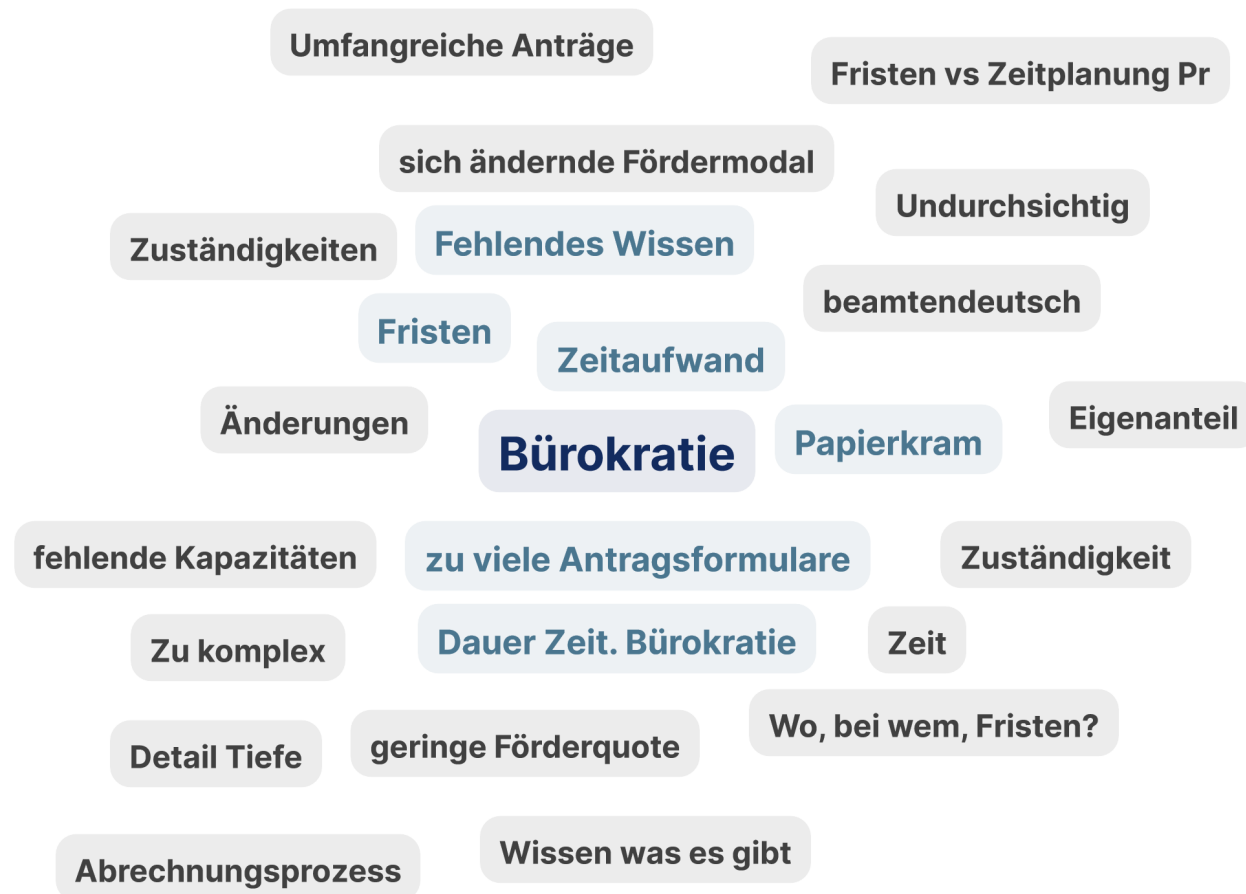 Umfangreiche Anträge
Fristen vs Zeitplanung Pr
sich ändernde Fördermodal
Undurchsichtig
Zuständigkeiten
Fehlendes Wissen
beamtendeutsch
Fristen
Zeitaufwand
Änderungen
Eigenanteil
Bürokratie
Papierkram
fehlende Kapazitäten
zu viele Antragsformulare
Zuständigkeit
Zu komplex
Dauer Zeit. Bürokratie
Zeit
Detail Tiefe
geringe Förderquote
Wo, bei wem, Fristen?
Abrechnungsprozess
Wissen was es gibt